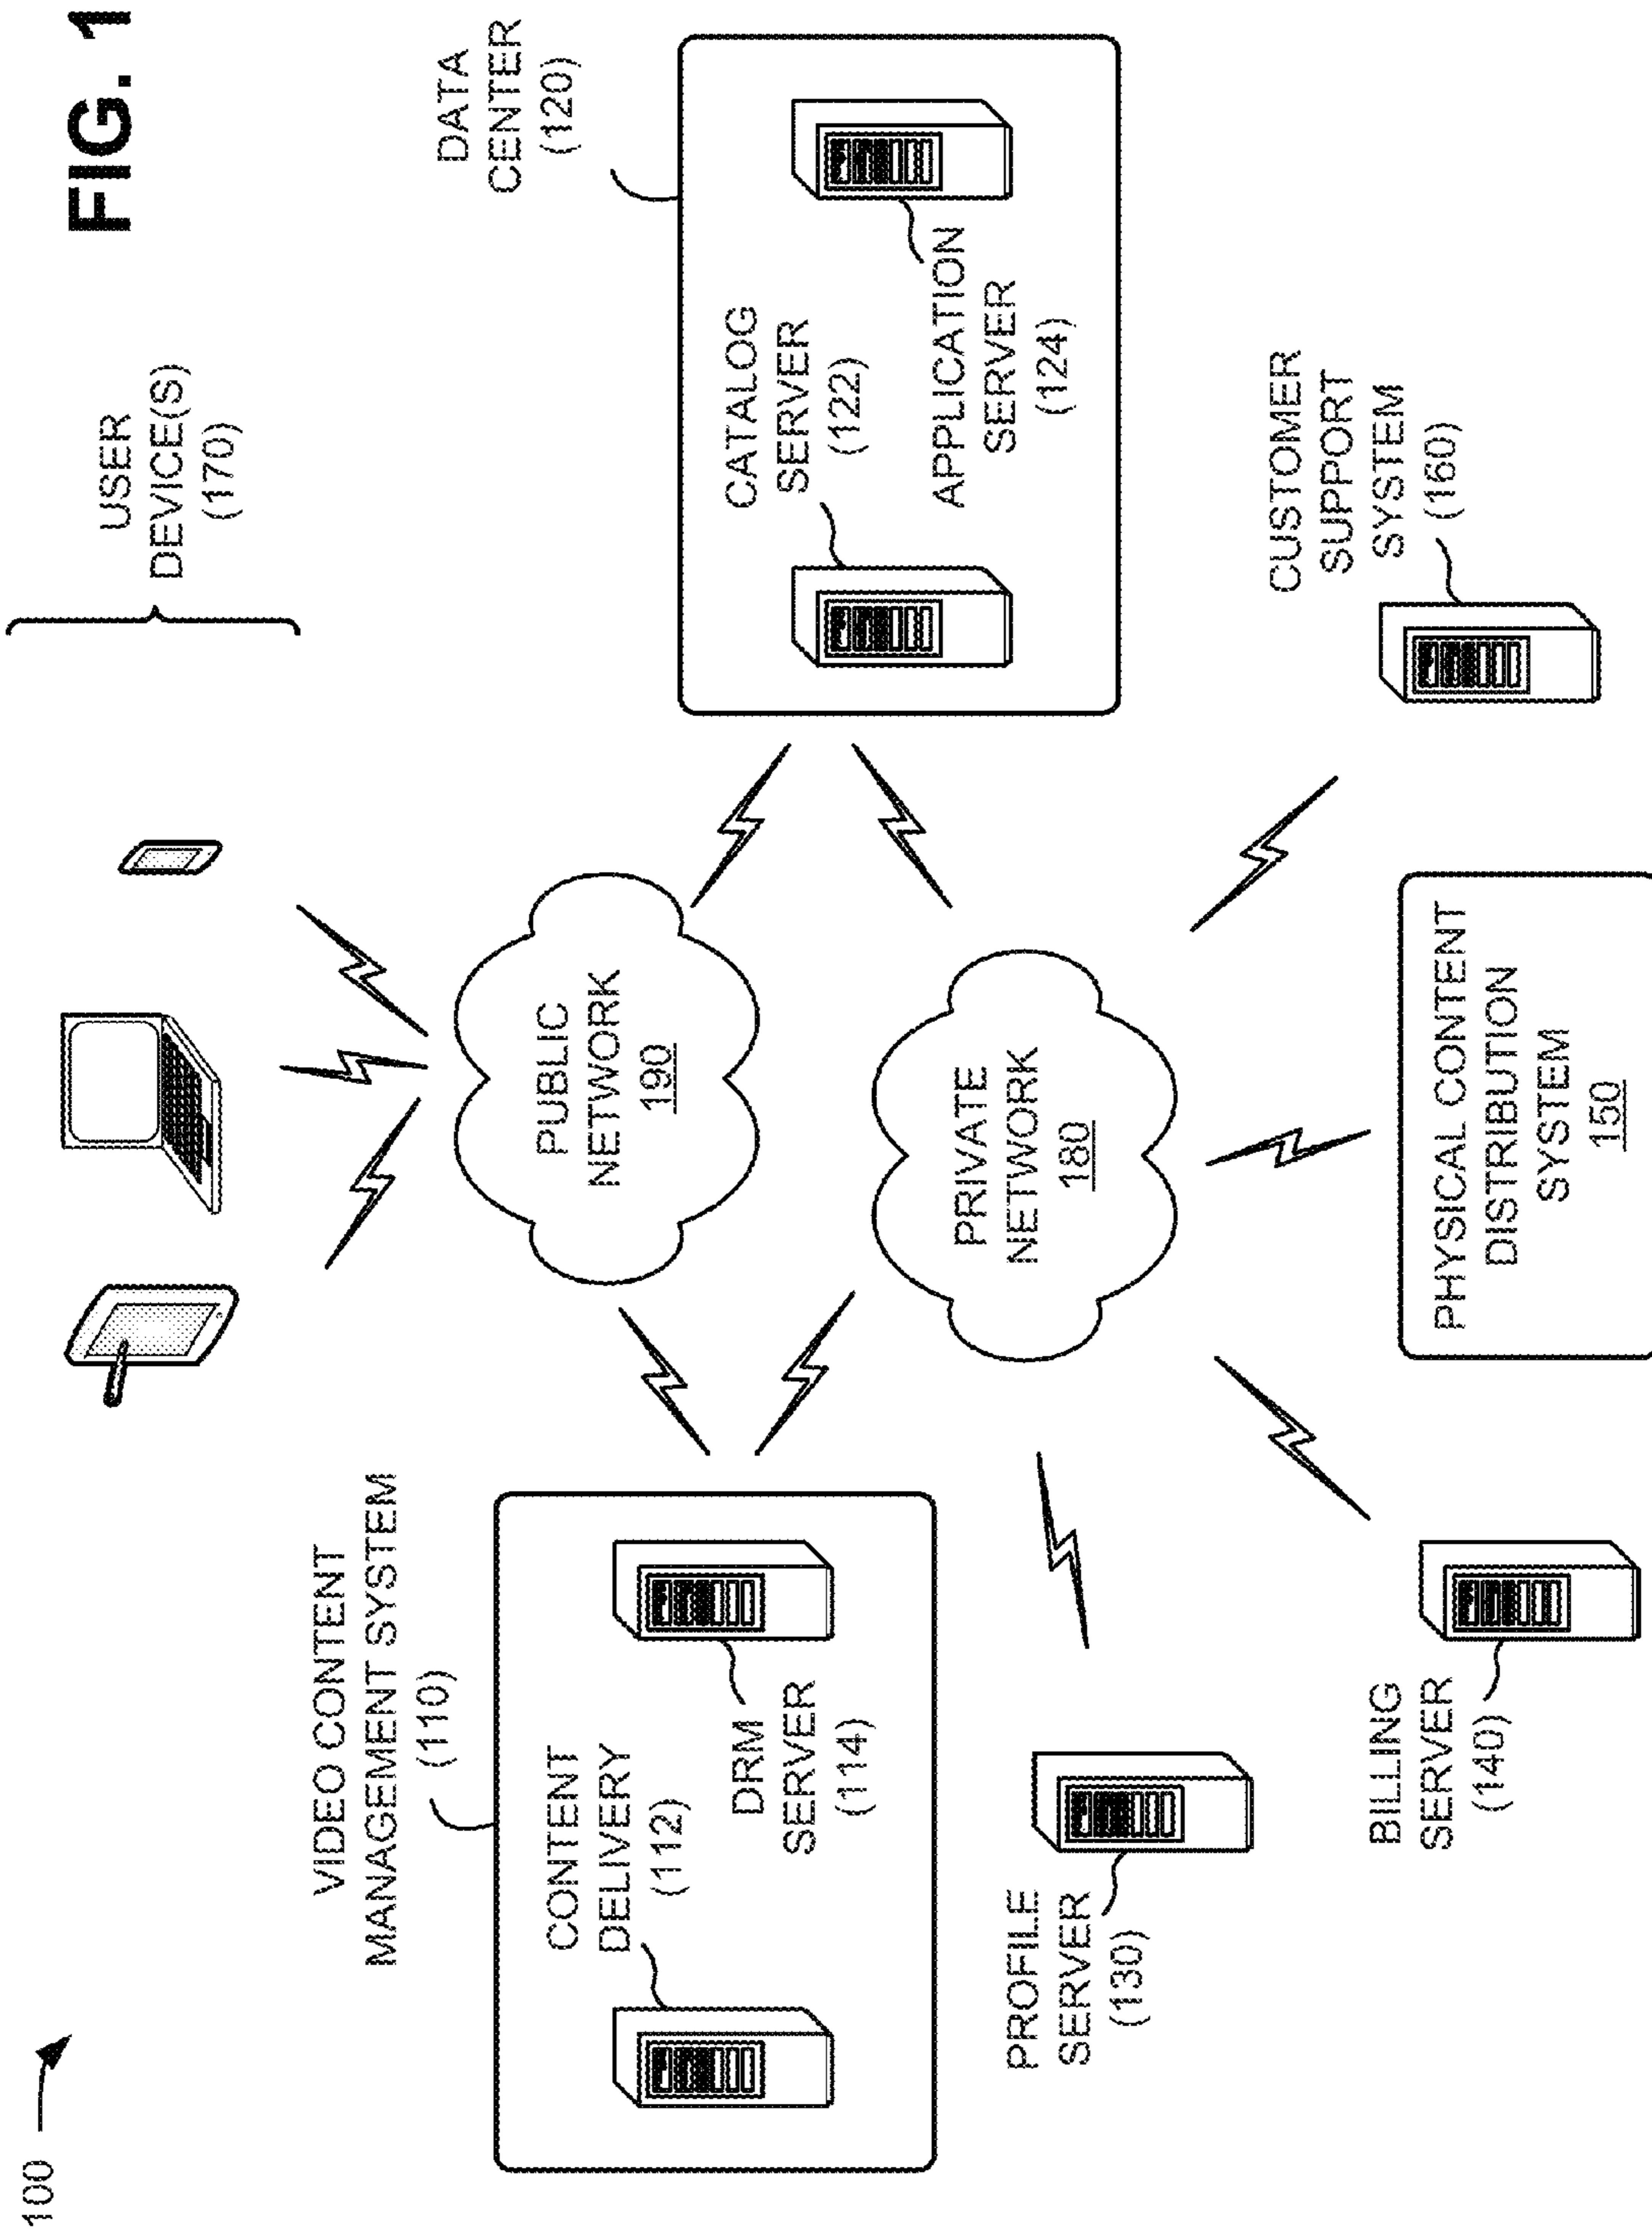 100
FIG. 1
USER
DEVICE(S)
(170)
VIDEO CONTENT
MANAGEMENT SYSTEM
(110)
CONTENT
DELIVERY
(112)
DRM
SERVER
(114)
PUBLIC
NETWORK
190
DATA
CENTER
(120)
CATALOG
SERVER
(122)
APPLICATION
SERVER
(124)
PRIVATE
NETWORK
180
PROFILE
SERVER
(130)
BILLING
SERVER
(140)
PHYSICAL CONTENT
DISTRIBUTION
SYSTEM
150
CUSTOMER
SUPPORT
SYSTEM
(160)